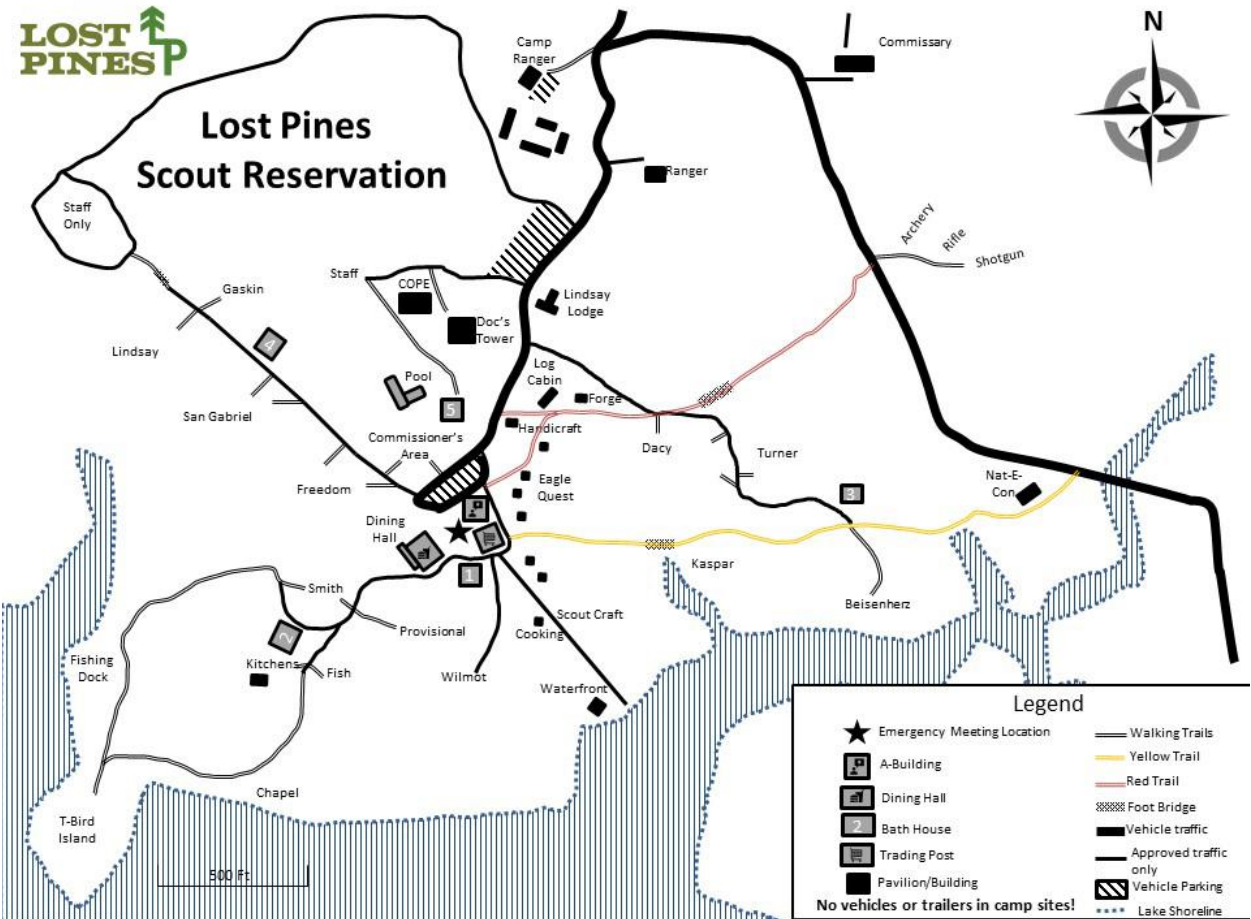 LOST
PINES
Lost Pines
Scout Reservation
N
Camp
Ranger
Commissary
Ranger
Staff
Only
Archery
Rifle
Shotgun
Staff
COPE
Gaskin
Lindsay
Lodge
Doc's
Tower
4
Lindsay
Log
Cabin
Pool
Forge
San Gabriel
5
Handicraft
Commissioner's
Area
Dacy
Turner
Freedom
Eagle
Quest
Nat-E-
Con
3
Dining
Hall
Kaspar
1
Smith
Beisenherz
Scout Craft
Provisional
Cooking
2
Fishing
Dock
Kitchens
Fish
Wilmot
Waterfront
Chapel
T-Bird
Island
500 Ft
Legend
Emergency Meeting Location
A-Building
Dining Hall
2
Bath House
Trading Post
Pavilion/Building
No vehicles or trailers in camp sites!
Walking Trails
Yellow Trail
Red Trail
Foot Bridge
Vehicle traffic
Approved traffic
only
Vehicle Parking
Lake Shoreline